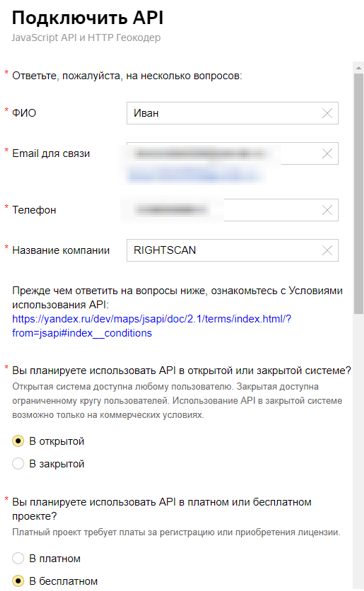 Подключить API
JavaScript API и HTTP Геокодер
* Ответьте, пожалуйста, на несколько вопросов:
* ФИО
Иван
* Email для связи
* Телефон
* Название компании
RIGHTSCAN
Прежде чем ответить на вопросы ниже, ознакомьтесь с Условиями
использования API:
https://yandex.ru/dev/maps/jsapi/doc/2.1/terms/index.html/?
from=jsapi#index__conditions
* Вы планируете использовать API в открытой или закрытой системе?
Открытая система доступна любому пользователю. Закрытая доступна
ограниченному кругу пользователей. Использование API в закрытой системе
возможно только на коммерческих условиях.
В открытой
В закрытой
* Вы планируете использовать API в платном или бесплатном
проекте?
Платный проект требует платы за регистрацию или приобретения лицензии.
В платном
В бесплатном